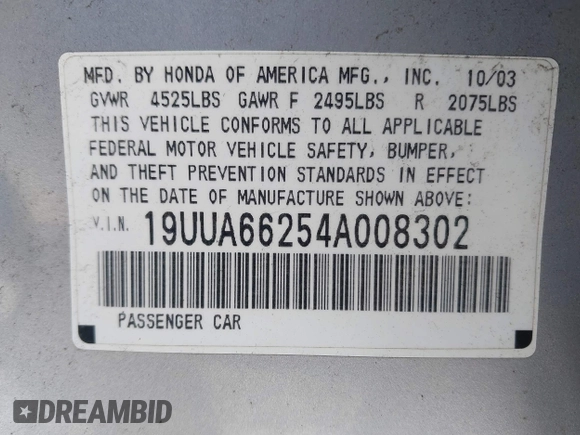 MFD. BY HONDA OF AMERICA MFG., INC. 10/03
GVWR 4525LBS GAWR F 2495LBS R 2075LBS
THIS VEHICLE CONFORMS TO ALL APPLICABLE
FEDERAL MOTOR VEHICLE SAFETY, BUMPER,
AND THEFT PREVENTION STANDARDS IN EFFECT
ON THE DATE OF MANUFACTURE SHOWN ABOVE:
V.I.N. 19UUA66254A008302
PASSENGER CAR
DREAMBID